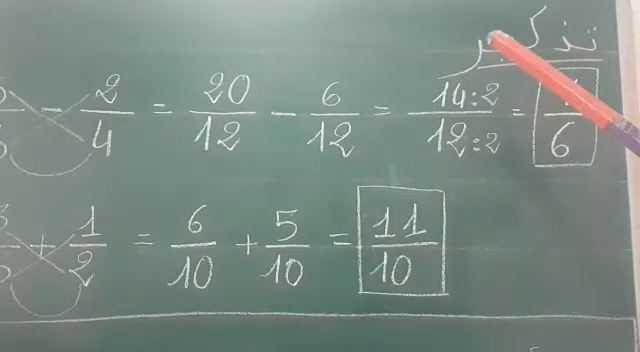 تذكير
- 2/4 = 20/12 - 6/12 = 14:2/12:2 = /6
3/ + 1/2 = 6/10 + 5/10 = 11/10